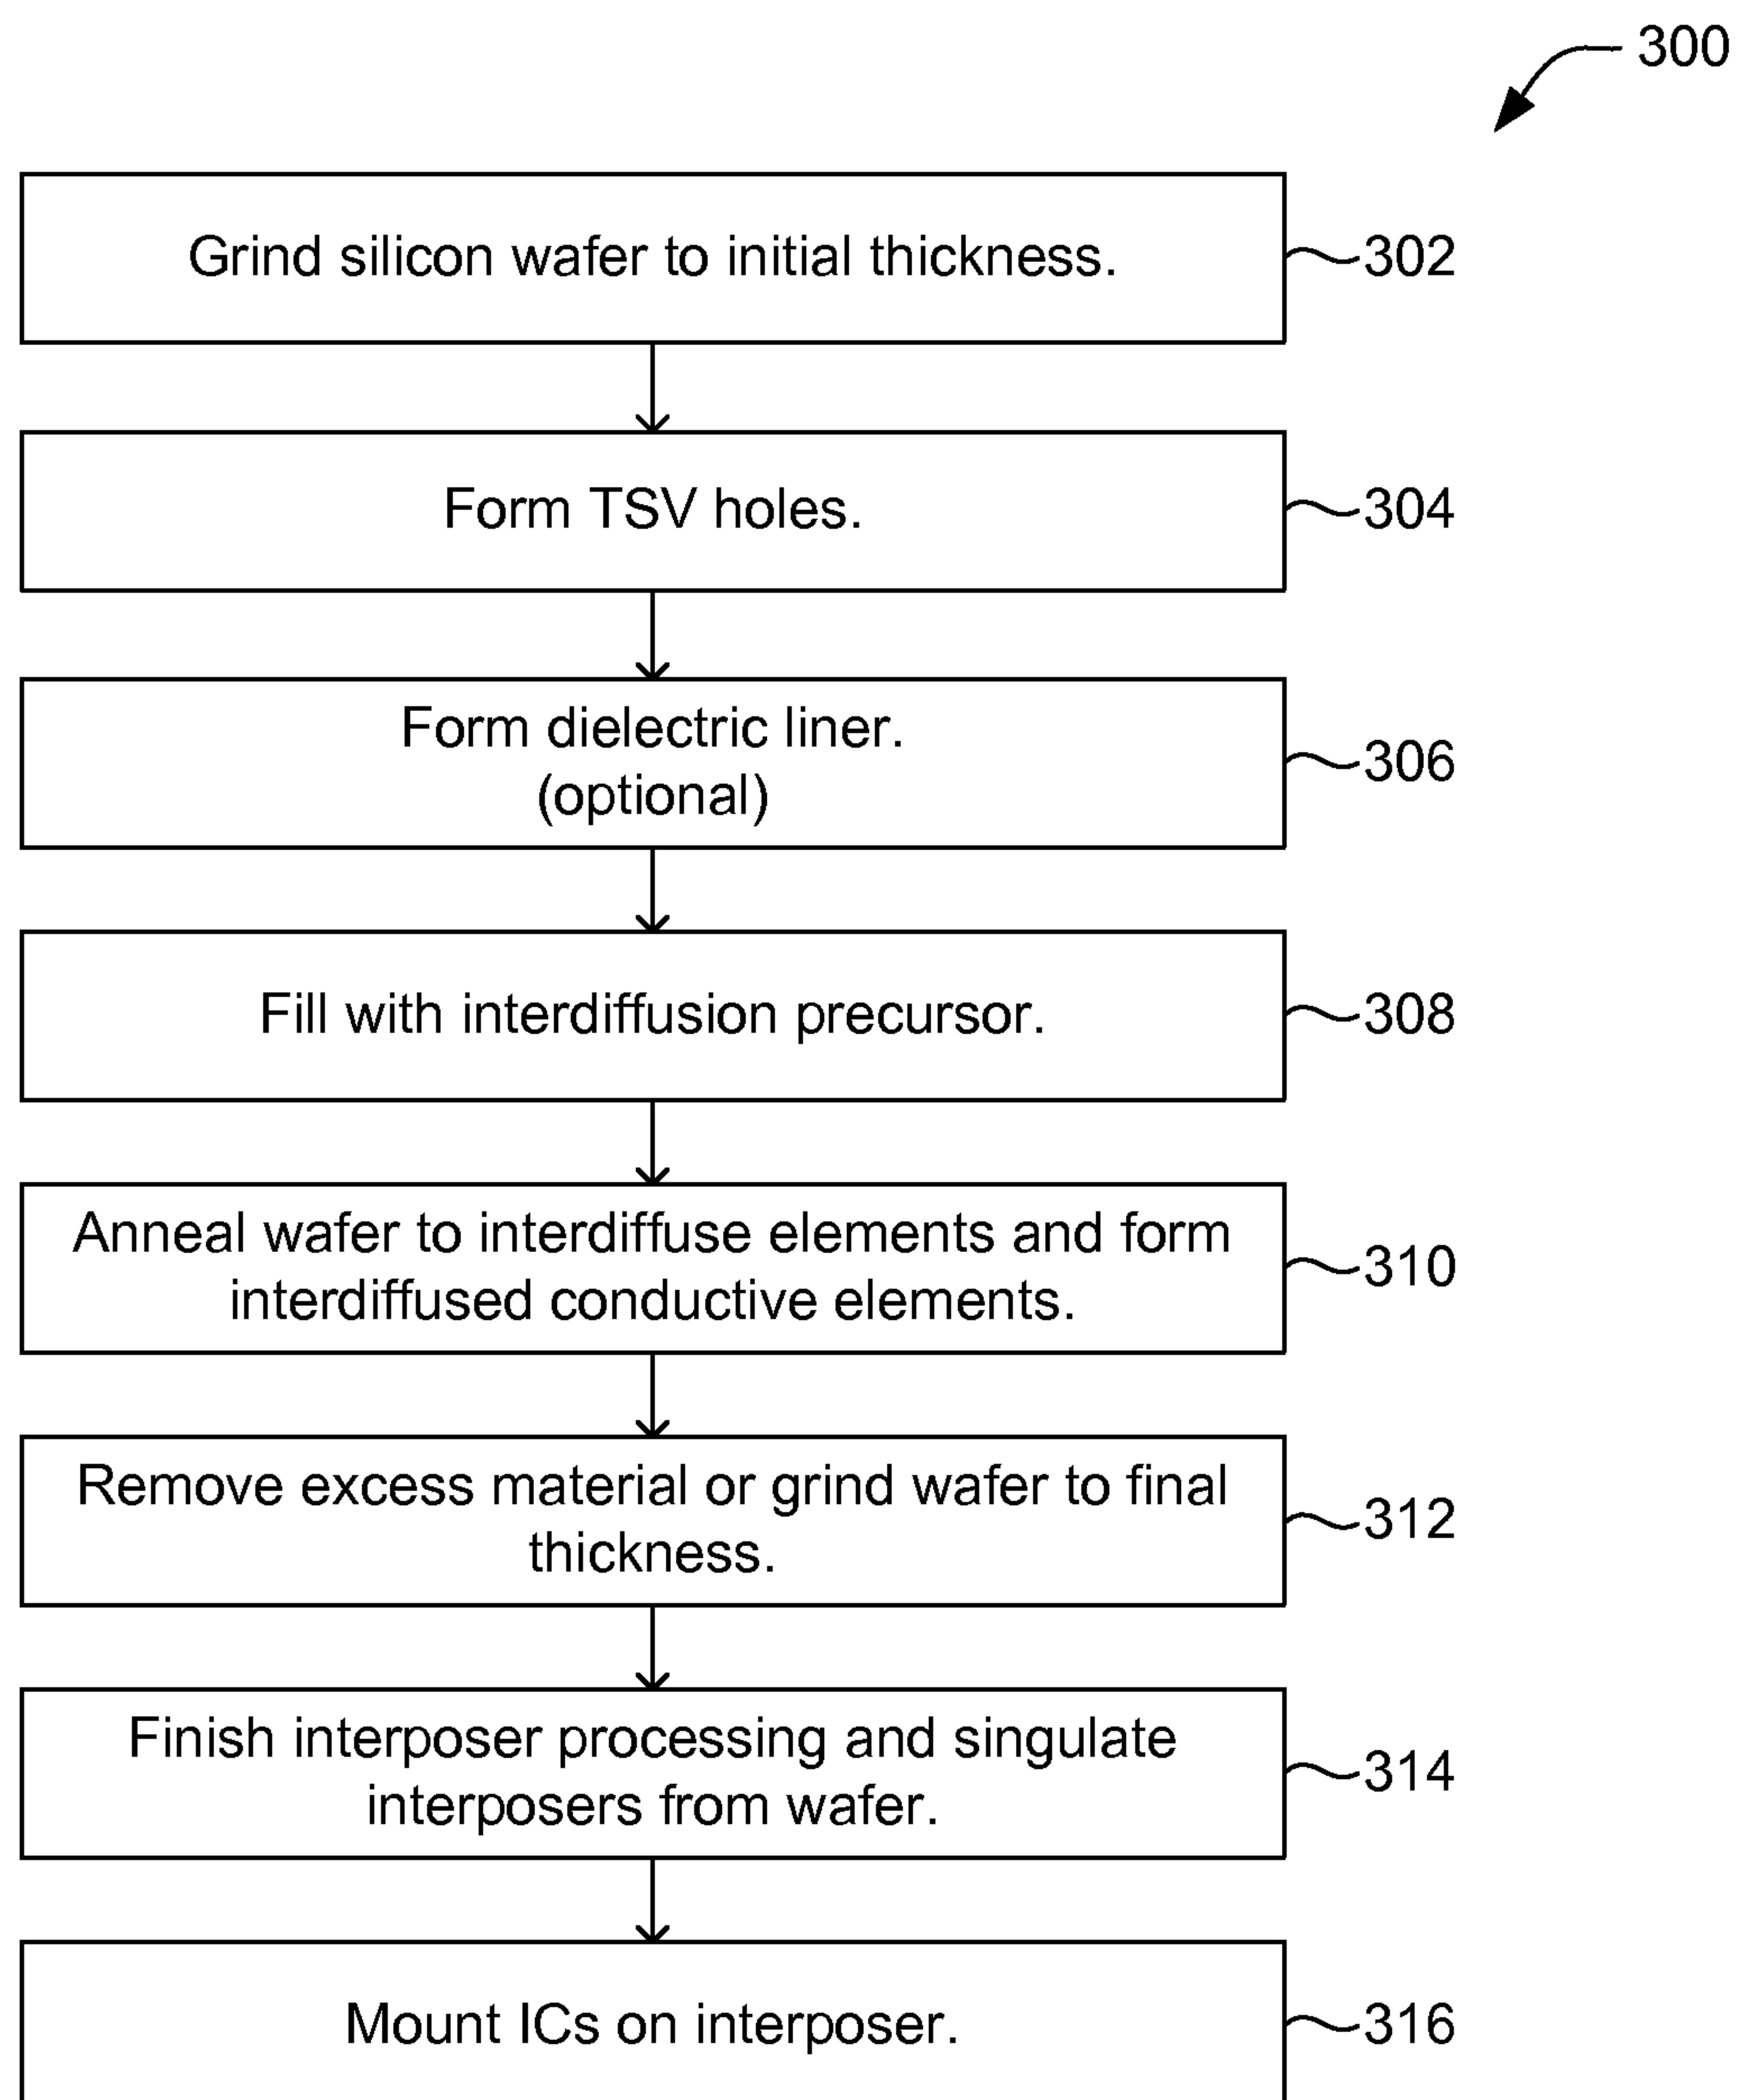 300
Grind silicon wafer to initial thickness.
302
Form TSV holes.
304
Form dielectric liner.
(optional)
306
Fill with interdiffusion precursor.
308
Anneal wafer to interdiffuse elements and form
interdiffused conductive elements.
310
Remove excess material or grind wafer to final
thickness.
312
Finish interposer processing and singulate
interposers from wafer.
314
Mount ICs on interposer.
316